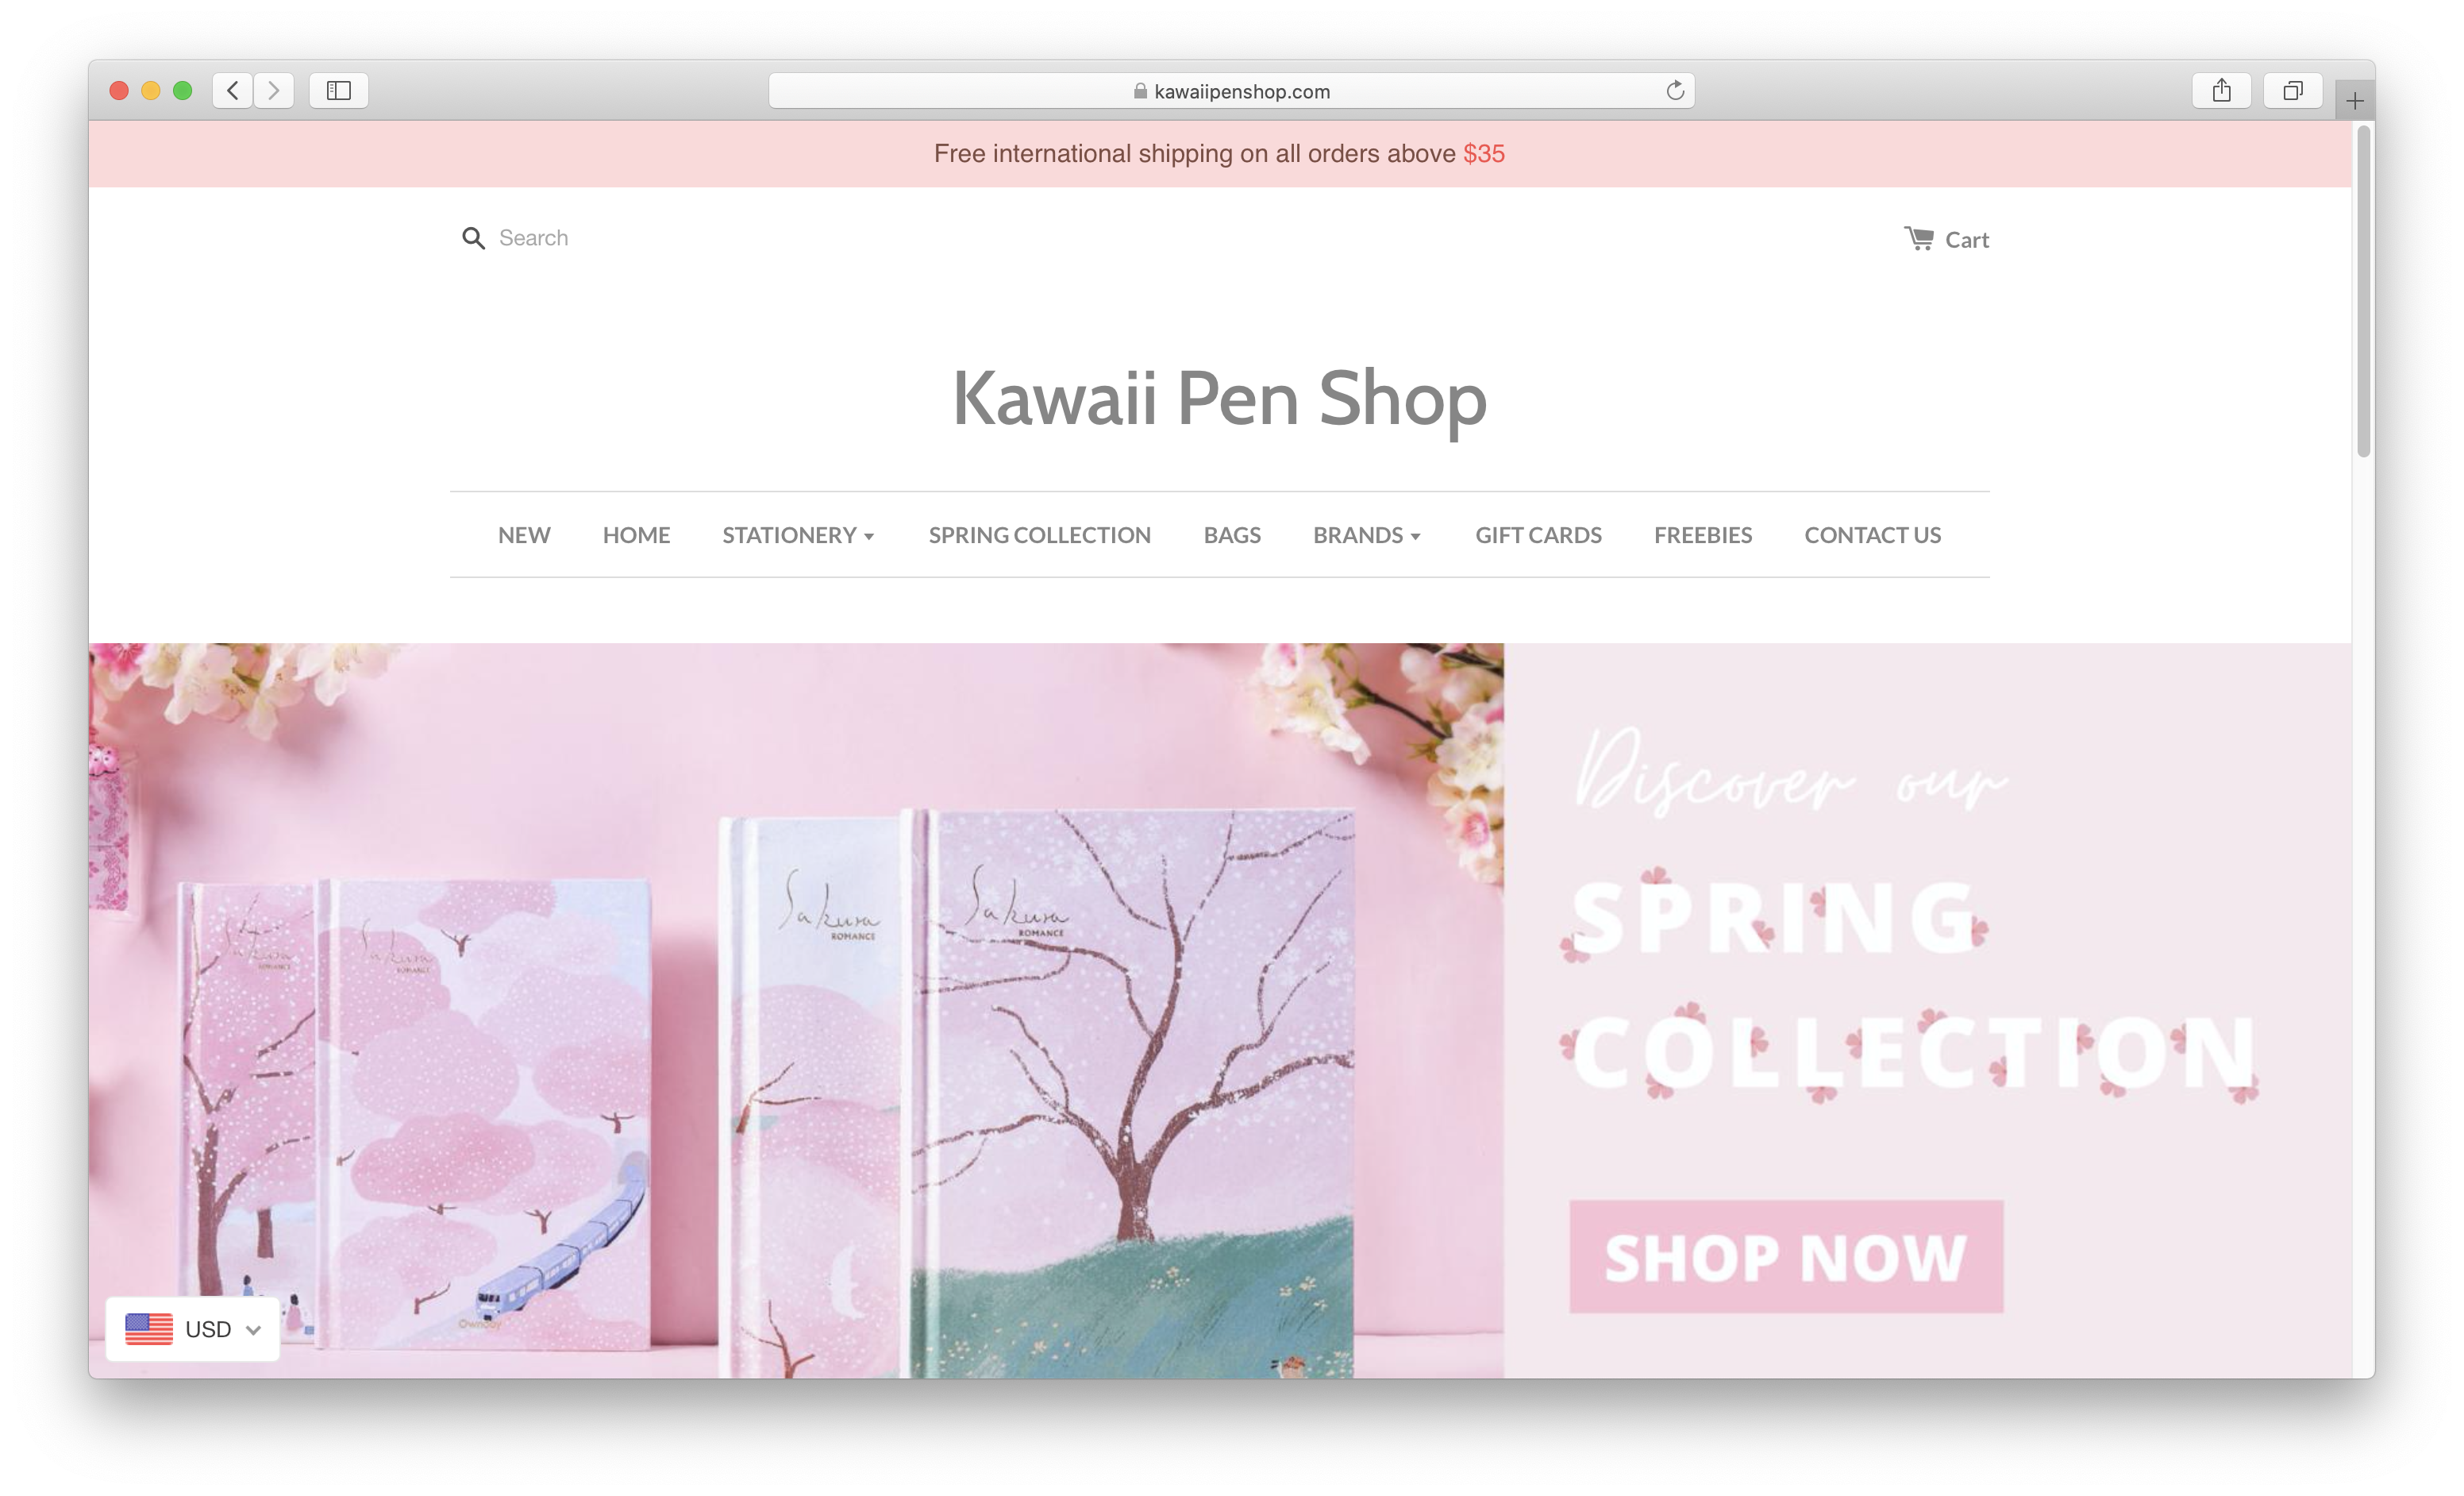 kawaiipenshop.com
Free international shipping on all orders above $35
Search
Cart
Kawaii Pen Shop
NEW HOME STATIONERY SPRING COLLECTION BAGS BRANDS GIFT CARDS FREEBIES CONTACT US
Discover our
SPRING
COLLECTION
SHOP NOW
Sakura
ROMANCE
Sakura
ROMANCE
Sakura
ROMANCE
Sakura
ROMANCE
USD